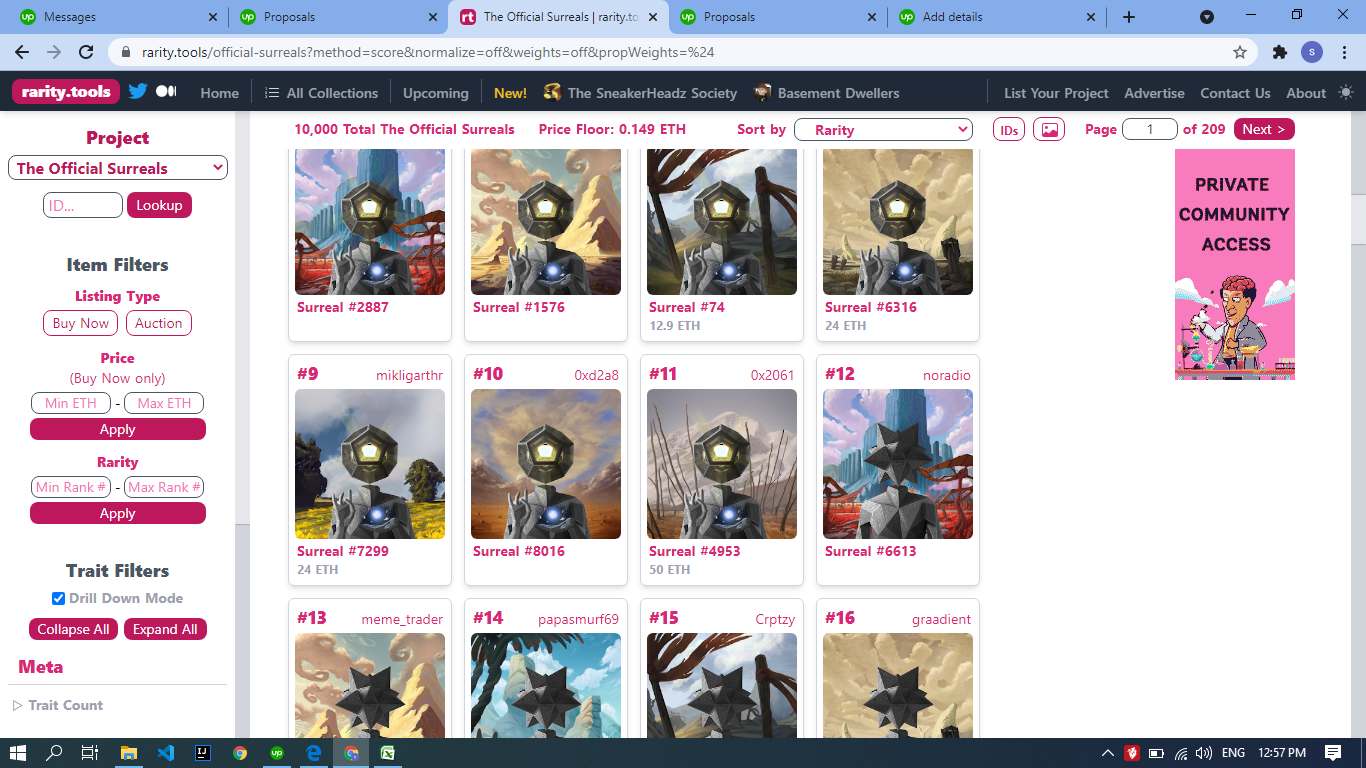 Messages
Proposals
The Official Surreals | rarity.to
Proposals
Add details
rarity.tools/official-surreals?method=score&normalize=off&weights=off&propWeights=%24
S
rarity.tools
Home
All Collections
Upcoming
New!
The SneakerHeadz Society
Basement Dwellers
List Your Project
Advertise
Contact Us
About
Project
The Official Surreals
ID...
Lookup
Item Filters
Listing Type
Buy Now
Auction
Price
(Buy Now only)
Min ETH - Max ETH
Apply
Rarity
Min Rank # - Max Rank #
Apply
Trait Filters
Drill Down Mode
Collapse All
Expand All
Meta
Trait Count
10,000 Total The Official Surreals
Price Floor: 0.149 ETH
Sort by
Rarity
IDs
Page 1 of 209
Next >
Surreal #2887
Surreal #1576
Surreal #74
12.9 ETH
Surreal #6316
24 ETH
#9 mikligarthr
Surreal #7299
24 ETH
#10 0xd2a8
Surreal #8016
#11 0x2061
Surreal #4953
50 ETH
#12 noradio
Surreal #6613
#13 meme_trader
#14 papasmurf69
#15 Crptzy
#16 graadient
PRIVATE
COMMUNITY
ACCESS
ENG
12:57 PM